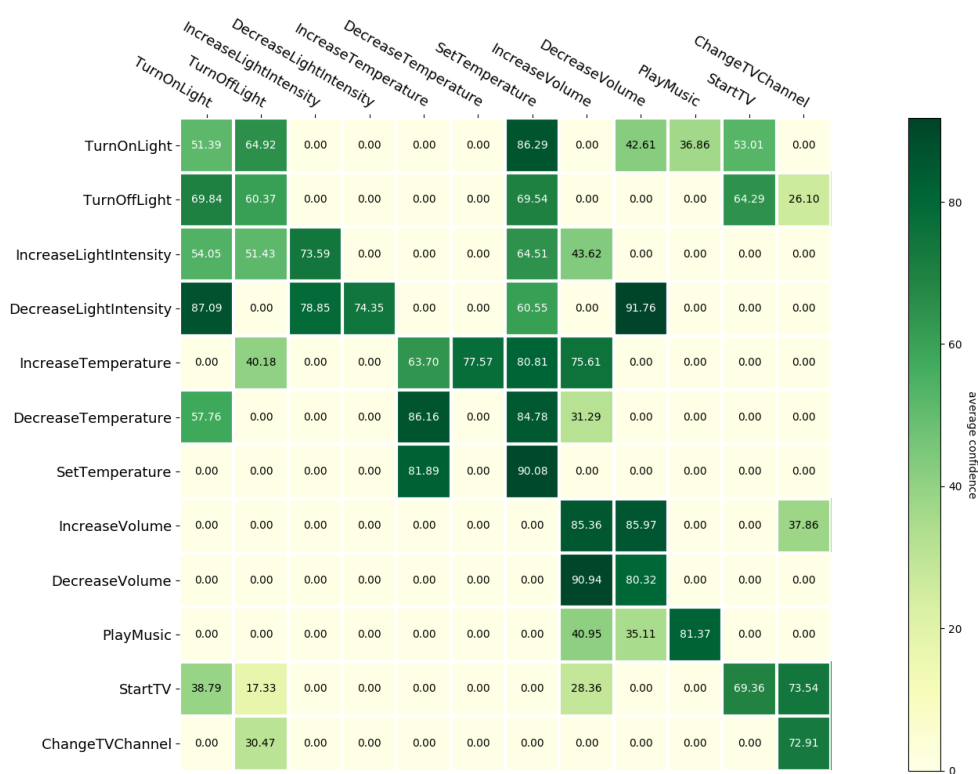 TurnOnLight
TurnOffLight
IncreaseLightIntensity
DecreaseLightIntensity
IncreaseTemperature
DecreaseTemperature
SetTemperature
IncreaseVolume
DecreaseVolume
PlayMusic
StartTV
ChangeTVChannel
TurnOnLight 51.39 64.92 0.00 0.00 0.00 0.00 86.29 0.00 42.61 36.86 53.01 0.00
TurnOffLight 69.84 60.37 0.00 0.00 0.00 0.00 69.54 0.00 0.00 0.00 64.29 26.10
IncreaseLightIntensity 54.05 51.43 73.59 0.00 0.00 0.00 64.51 43.62 0.00 0.00 0.00 0.00
DecreaseLightIntensity 87.09 0.00 78.85 74.35 0.00 0.00 60.55 0.00 91.76 0.00 0.00 0.00
IncreaseTemperature 0.00 40.18 0.00 0.00 63.70 77.57 80.81 75.61 0.00 0.00 0.00 0.00
DecreaseTemperature 57.76 0.00 0.00 0.00 86.16 0.00 84.78 31.29 0.00 0.00 0.00 0.00
SetTemperature 0.00 0.00 0.00 0.00 81.89 0.00 90.08 0.00 0.00 0.00 0.00 0.00
IncreaseVolume 0.00 0.00 0.00 0.00 0.00 0.00 0.00 85.36 85.97 0.00 0.00 37.86
DecreaseVolume 0.00 0.00 0.00 0.00 0.00 0.00 0.00 90.94 80.32 0.00 0.00 0.00
PlayMusic 0.00 0.00 0.00 0.00 0.00 0.00 0.00 40.95 35.11 81.37 0.00 0.00
StartTV 38.79 17.33 0.00 0.00 0.00 0.00 0.00 28.36 0.00 0.00 69.36 73.54
ChangeTVChannel 0.00 30.47 0.00 0.00 0.00 0.00 0.00 0.00 0.00 0.00 0.00 72.91
80
60
40
20
0
average confidence